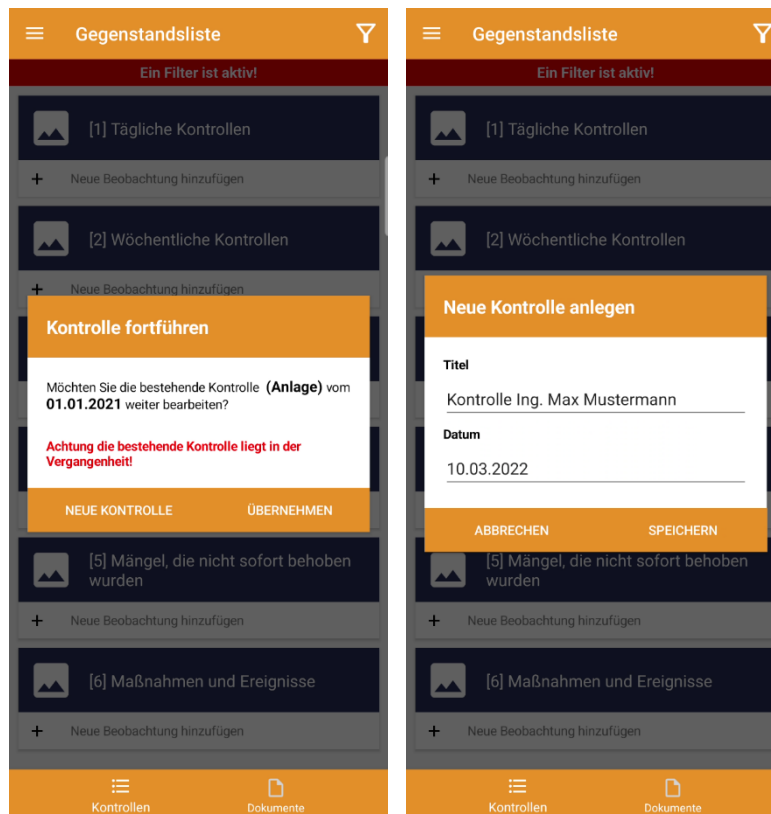 Gegenstandsliste
Ein Filter ist aktiv!
[1] Tägliche Kontrollen
+ Neue Beobachtung hinzufügen
[2] Wöchentliche Kontrollen
+ Neue Beobachtung hinzufügen
Kontrolle fortführen
Möchten Sie die bestehende Kontrolle (Anlage) vom
01.01.2021 weiter bearbeiten?
Achtung die bestehende Kontrolle liegt in der
Vergangenheit!
NEUE KONTROLLE ÜBERNEHMEN
[5] Mängel, die nicht sofort behoben
wurden
+ Neue Beobachtung hinzufügen
[6] Maßnahmen und Ereignisse
+ Neue Beobachtung hinzufügen
Kontrollen Dokumente
Gegenstandsliste
Ein Filter ist aktiv!
[1] Tägliche Kontrollen
+ Neue Beobachtung hinzufügen
[2] Wöchentliche Kontrollen
Neue Kontrolle anlegen
Titel
Kontrolle Ing. Max Mustermann
Datum
10.03.2022
ABBRECHEN SPEICHERN
[5] Mängel, die nicht sofort behoben
wurden
+ Neue Beobachtung hinzufügen
[6] Maßnahmen und Ereignisse
+ Neue Beobachtung hinzufügen
Kontrollen Dokumente